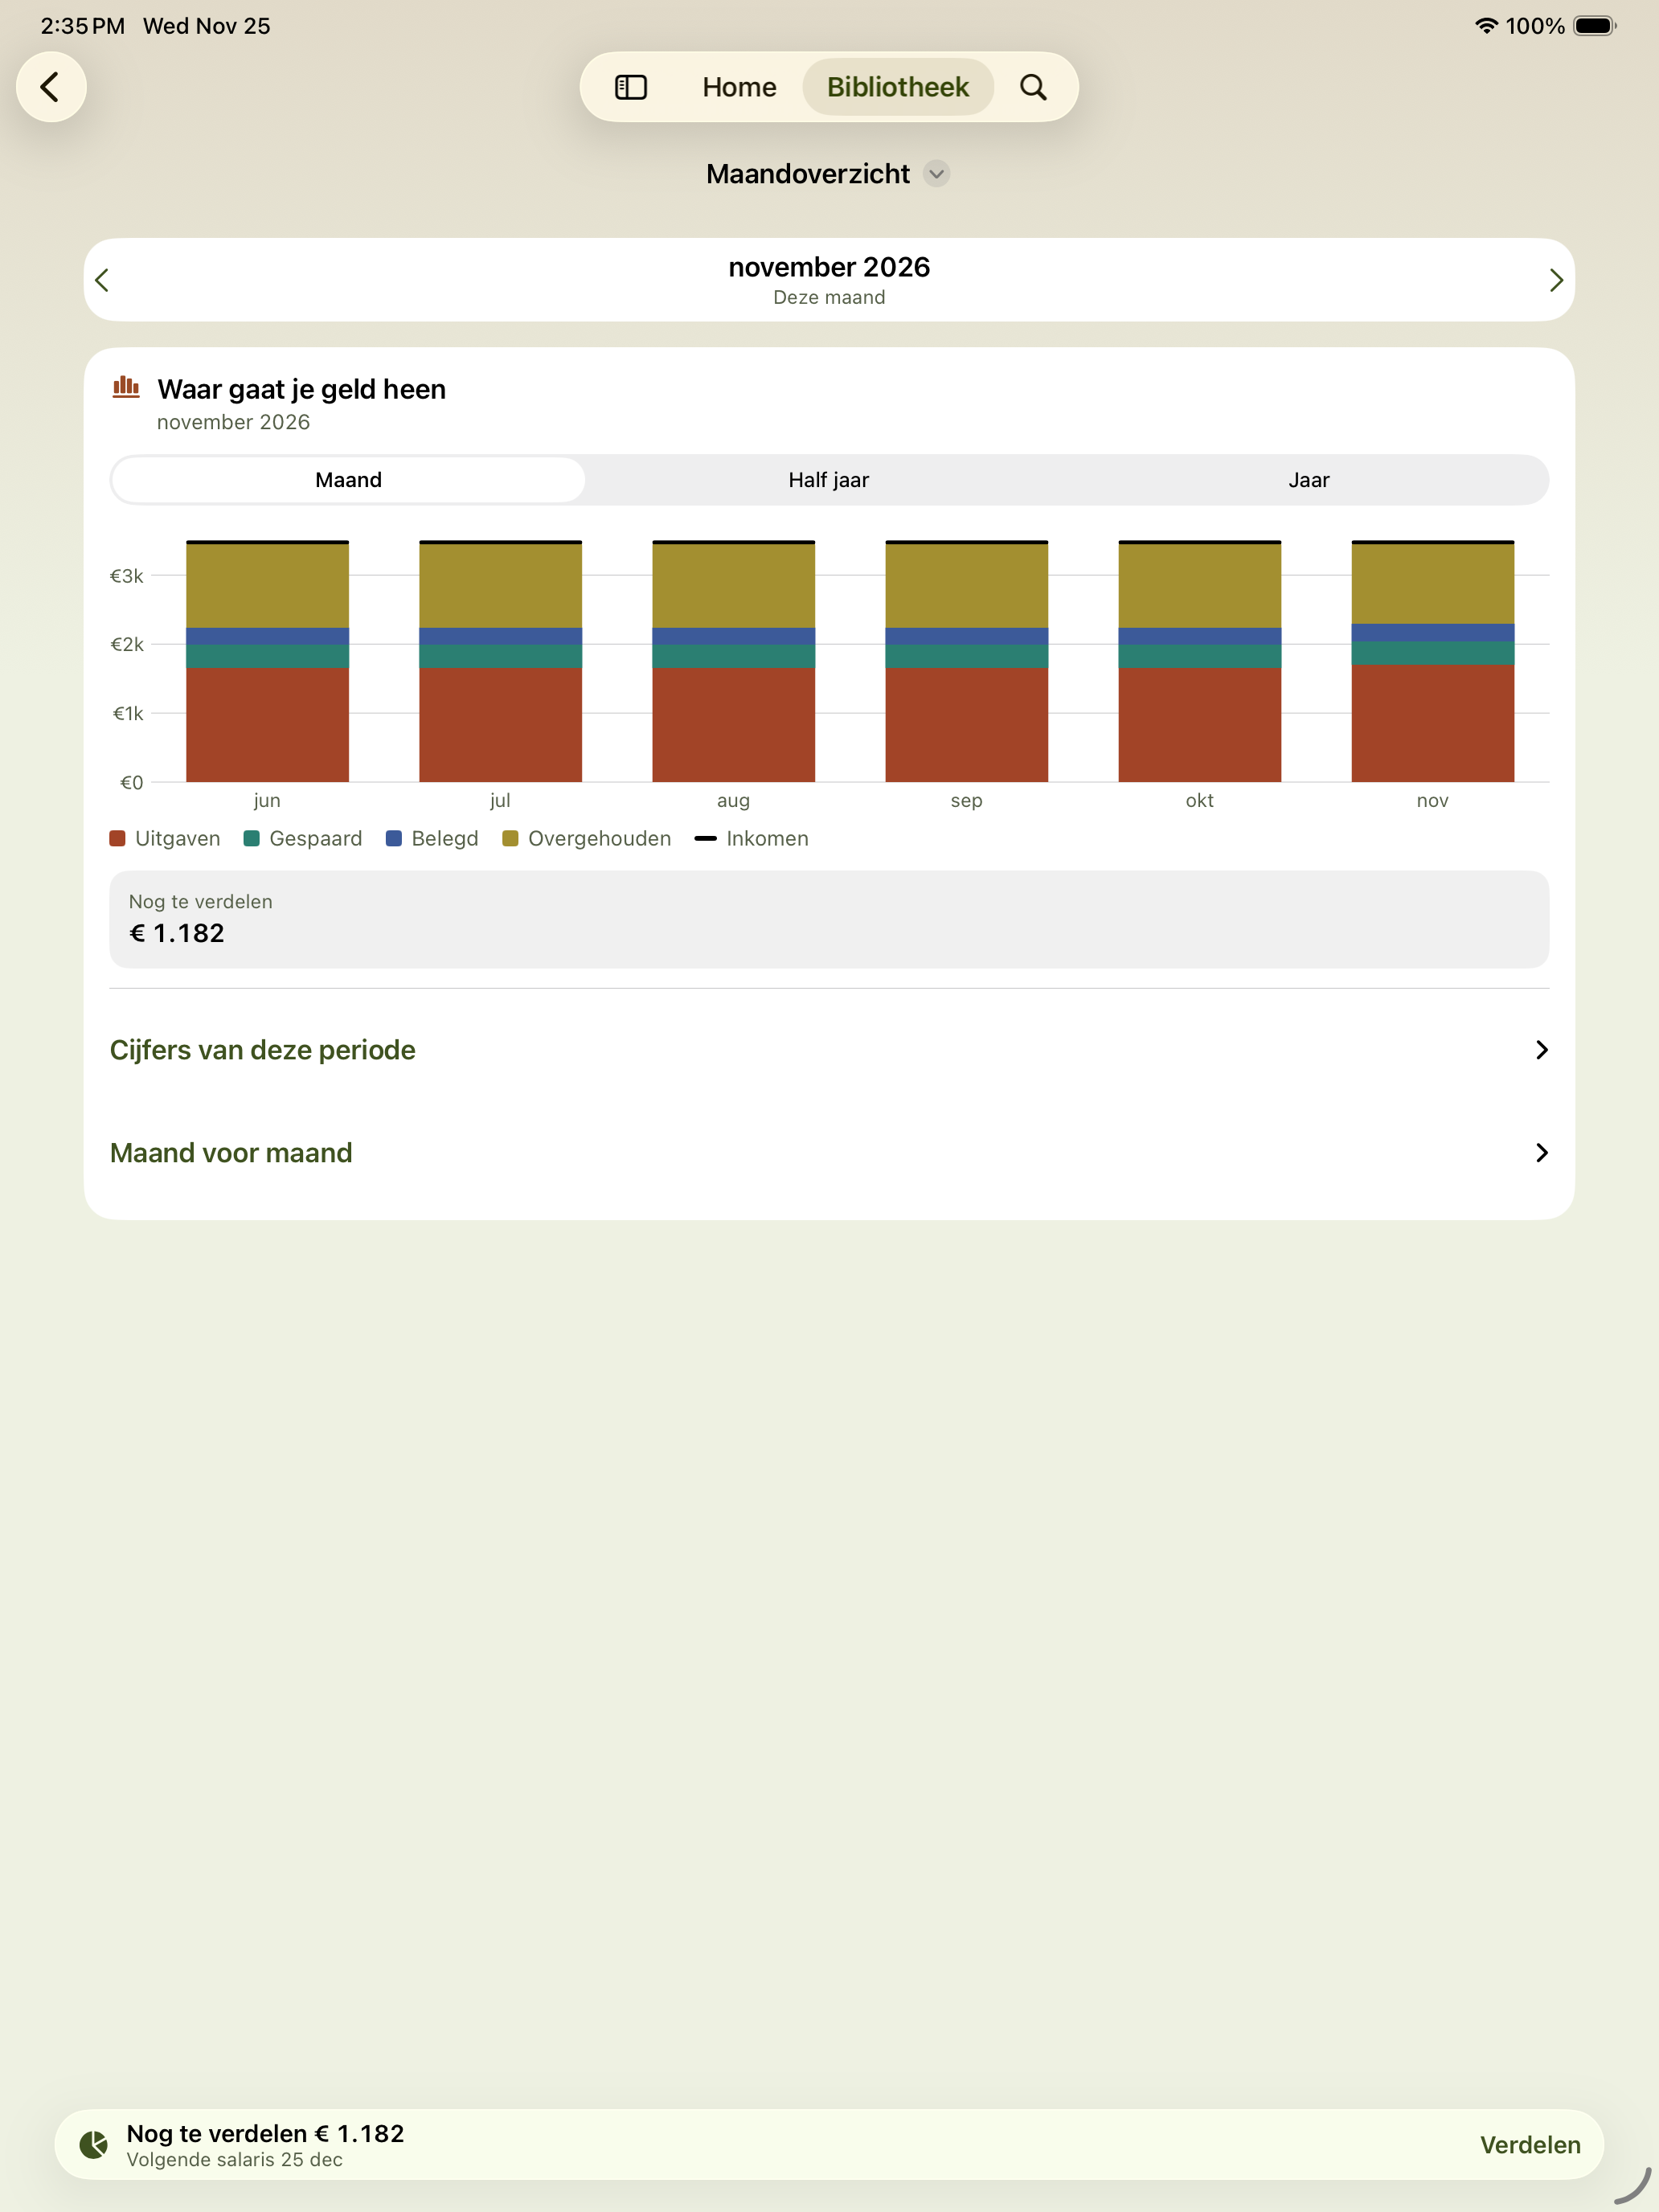 2:35 PM Wed Nov 25
100%
Home
Bibliotheek
Maandoverzicht
november 2026
Deze maand
Waar gaat je geld heen
november 2026
Maand
Half jaar
Jaar
€3k
€2k
€1k
€0
jun
jul
aug
sep
okt
nov
Uitgaven
Gespaard
Belegd
Overgehouden
Inkomen
Nog te verdelen
€ 1.182
Cijfers van deze periode
Maand voor maand
Nog te verdelen € 1.182
Volgende salaris 25 dec
Verdelen